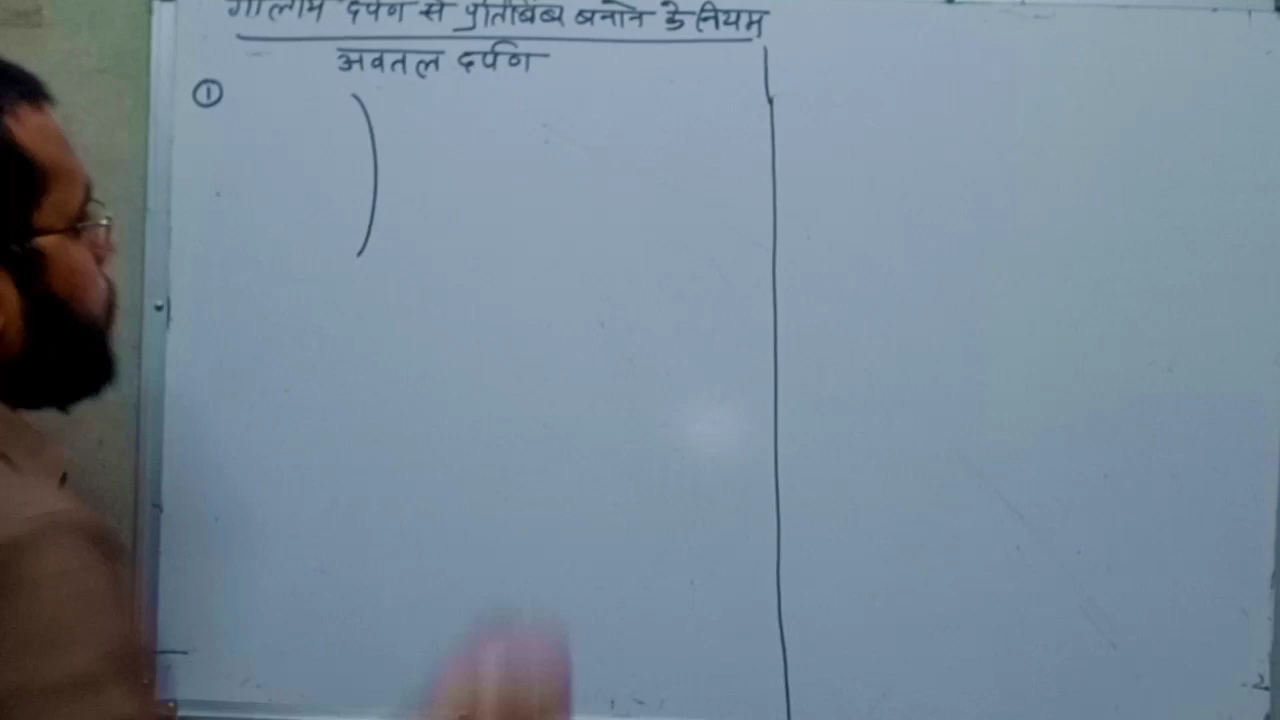 गोलीय दर्पण से प्रतिबिंब बनाने के नियम
अवतल दर्पण
①